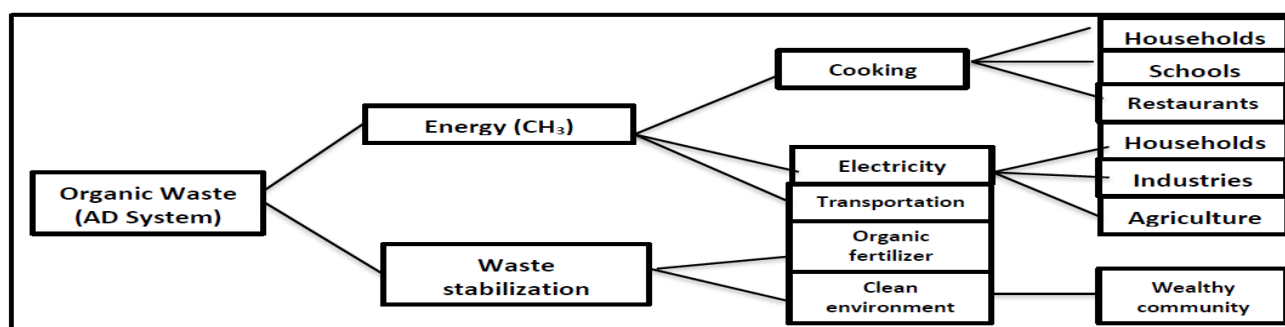 Organic Waste
(AD System)
Energy (CH₃)
Waste
stabilization
Cooking
Electricity
Transportation
Organic
fertilizer
Clean
environment
Households
Schools
Restaurants
Households
Industries
Agriculture
Wealthy
community